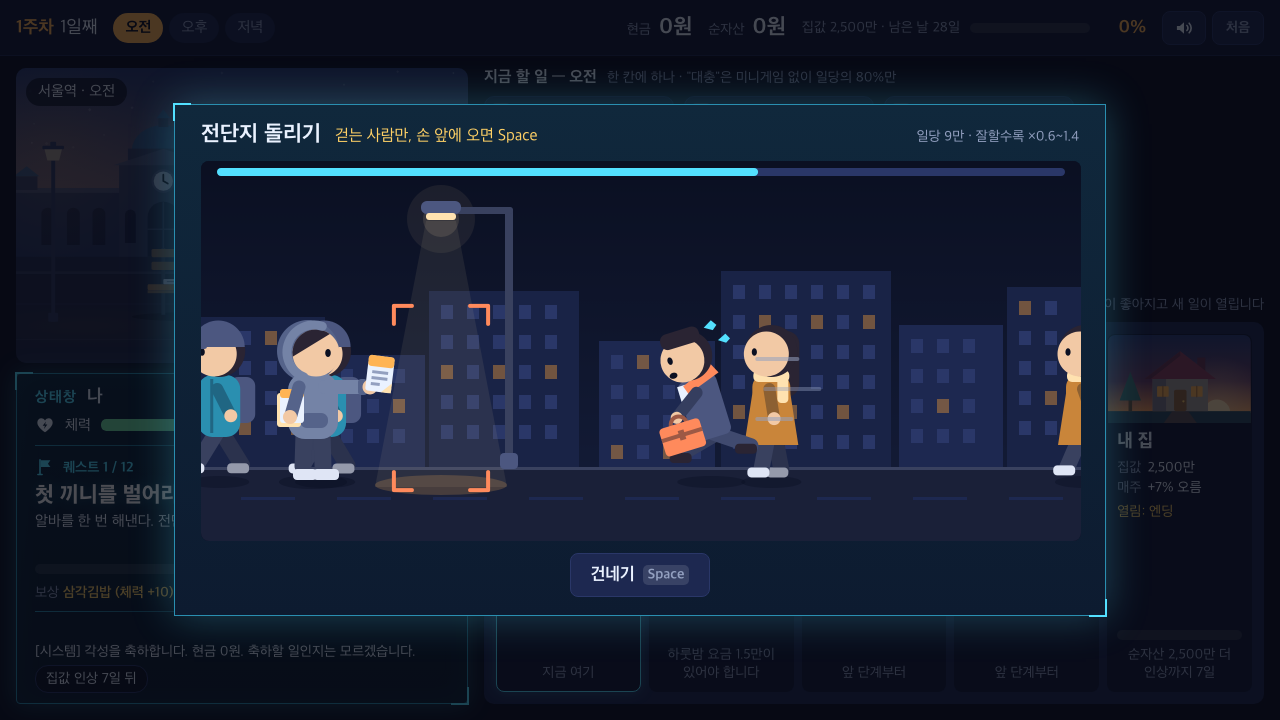 1주차 1일째 오전 오후 저녁 현금 0원 순자산 0원 집값 2,500만 · 남은 날 28일 0% 처음
서울역 · 오전
지금 할 일 — 오전 한 칸에 하나 · “대충”은 미니게임 없이 일당의 80%만
전단지 돌리기 걷는 사람만, 손 앞에 오면 Space 일당 9만 · 잘할수록 ×0.6~1.4
건네기 Space
이 좋아지고 새 일이 열립니다
상태창 나
체력
퀘스트 1 / 12
첫 끼니를 벌어라
알바를 한 번 해낸다.
보상 삼각김밥 (체력 +10)
[시스템] 각성을 축하합니다. 현금 0원. 축하할 일인지는 모르겠습니다.
집값 인상 7일 뒤
지금 여기
하룻밤 요금 1.5만이
있어야 합니다
앞 단계부터
앞 단계부터
내 집
집값 2,500만
매주 +7% 오름
열림: 엔딩
순자산 2,500만 더
인상까지 7일